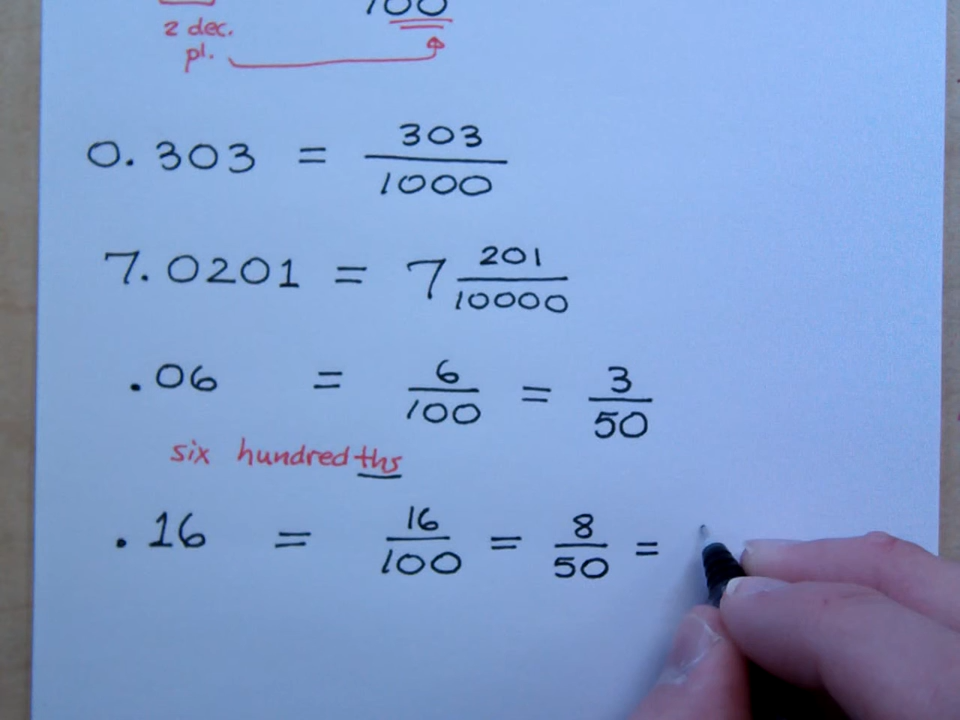 2 dec. 100
pl.
0.303 = 303/1000
7.0201 = 7 201/10000
.06 = 6/100 = 3/50
six hundredths
.16 = 16/100 = 8/50 =